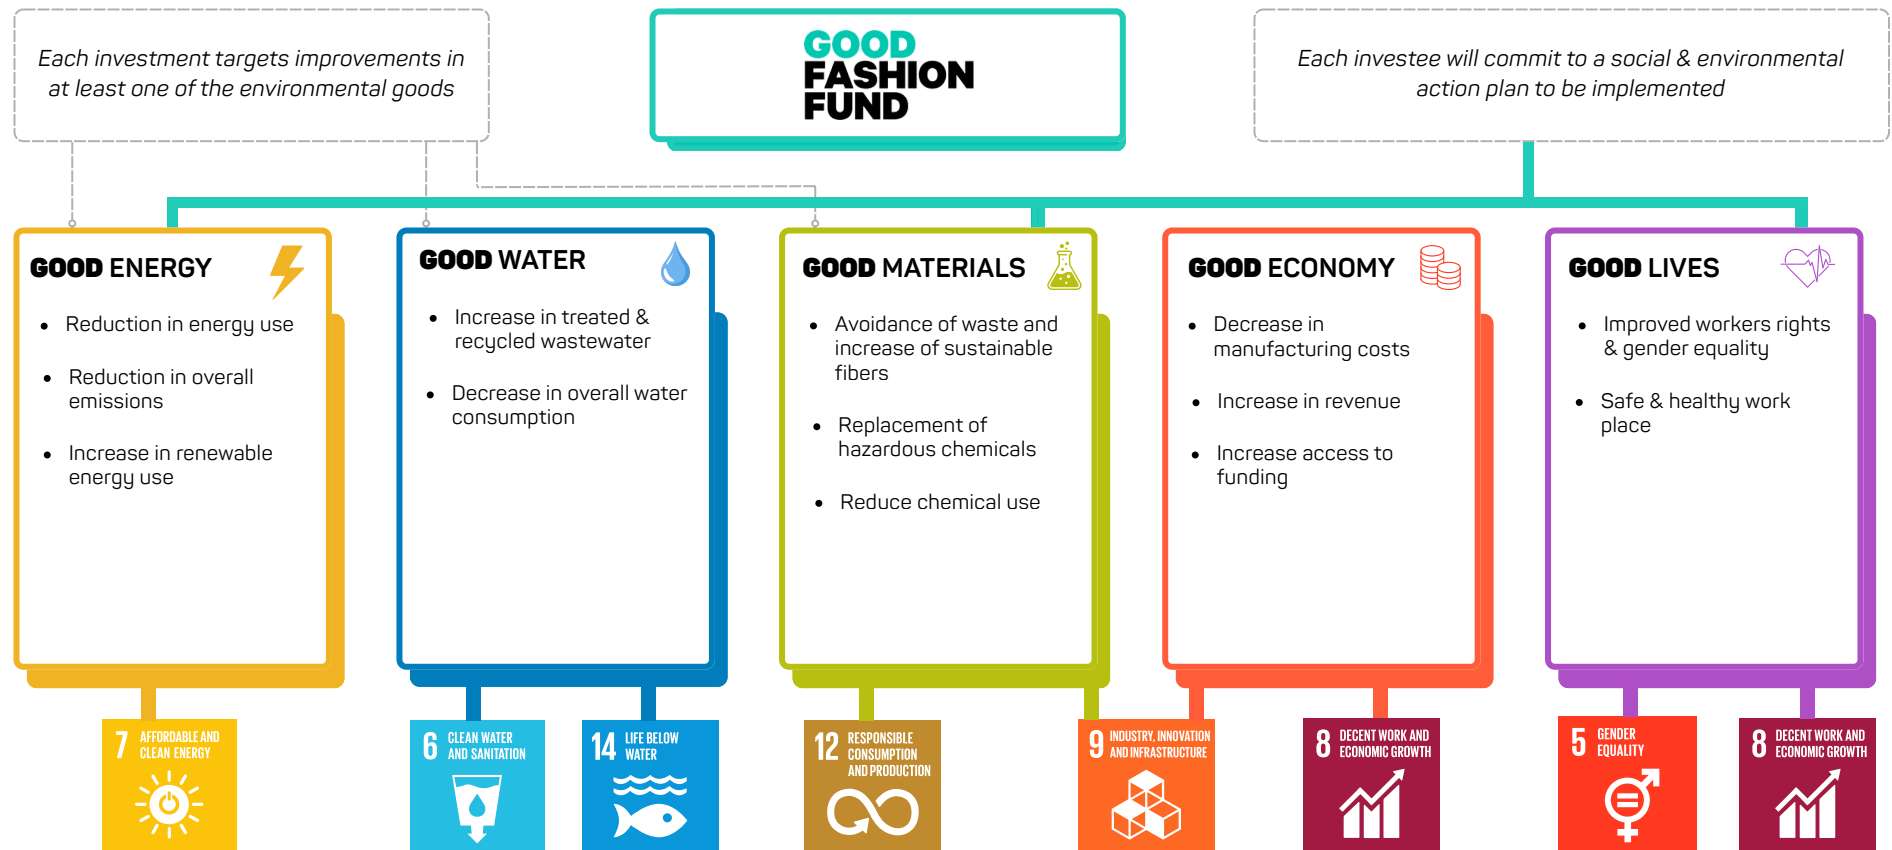 Each investment targets improvements in
at least one of the environmental goods
GOOD
FASHION
FUND
Each investee will commit to a social & environmental
action plan to be implemented
GOOD ENERGY
• Reduction in energy use
• Reduction in overall
emissions
• Increase in renewable
energy use
GOOD WATER
• Increase in treated &
recycled wastewater
• Decrease in overall water
consumption
GOOD MATERIALS
• Avoidance of waste and
increase of sustainable
fibers
• Replacement of
hazardous chemicals
• Reduce chemical use
GOOD ECONOMY
• Decrease in
manufacturing costs
• Increase in revenue
• Increase access to
funding
GOOD LIVES
• Improved workers rights
& gender equality
• Safe & healthy work
place
7 AFFORDABLE AND
CLEAN ENERGY
6 CLEAN WATER
AND SANITATION
14 LIFE BELOW
WATER
12 RESPONSIBLE
CONSUMPTION
AND PRODUCTION
9 INDUSTRY, INNOVATION
AND INFRASTRUCTURE
8 DECENT WORK AND
ECONOMIC GROWTH
5 GENDER
EQUALITY
8 DECENT WORK AND
ECONOMIC GROWTH